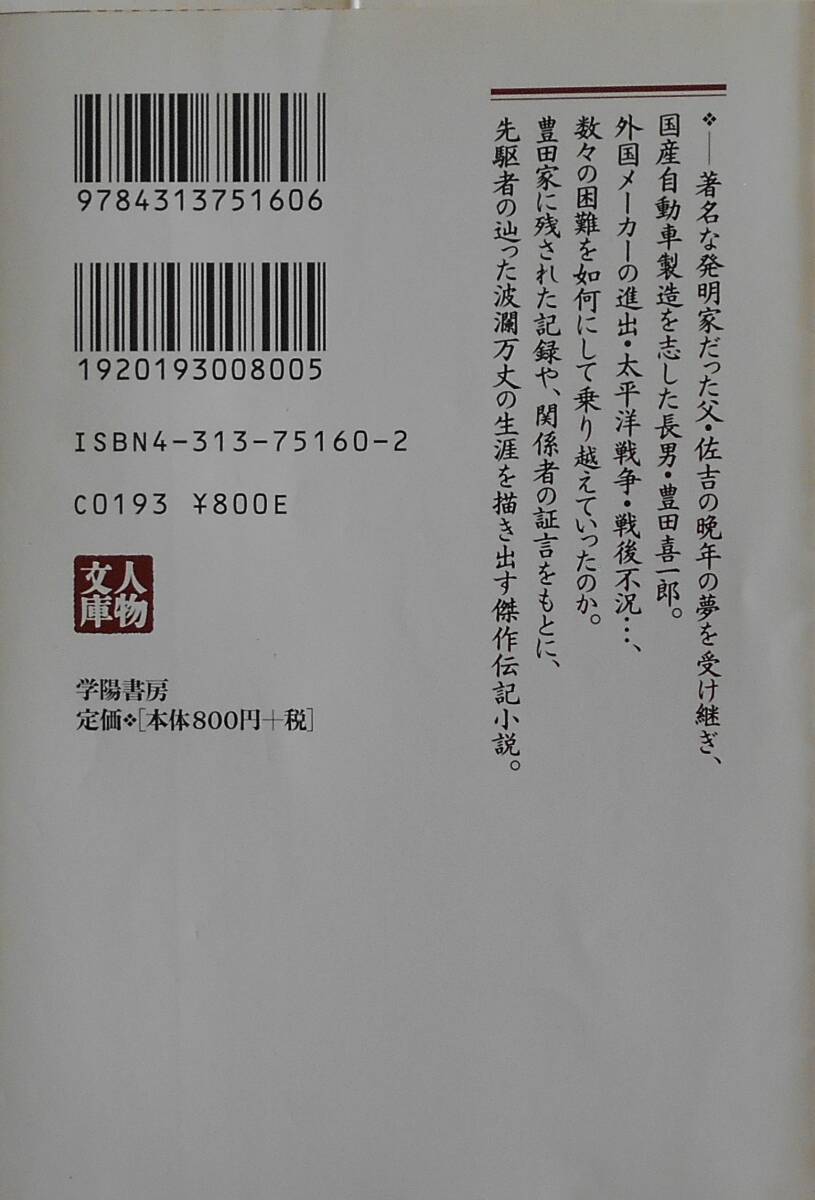 ❖──著名な発明家だった父・佐吉の晩年の夢を受け継ぎ、
国産自動車製造を志した長男・豊田喜一郎。
外国メーカーの進出・太平洋戦争・戦後不況…、
数々の困難を如何にして乗り越えていったのか。
豊田家に残された記録や、関係者の証言をもとに、
先駆者の辿った波瀾万丈の生涯を描き出す傑作伝記小説。
9784313751606
1920193008005
ISBN4-313-75160-2
C0193 ¥800E
人物
文庫
学陽書房
定価❖[本体800円+税]